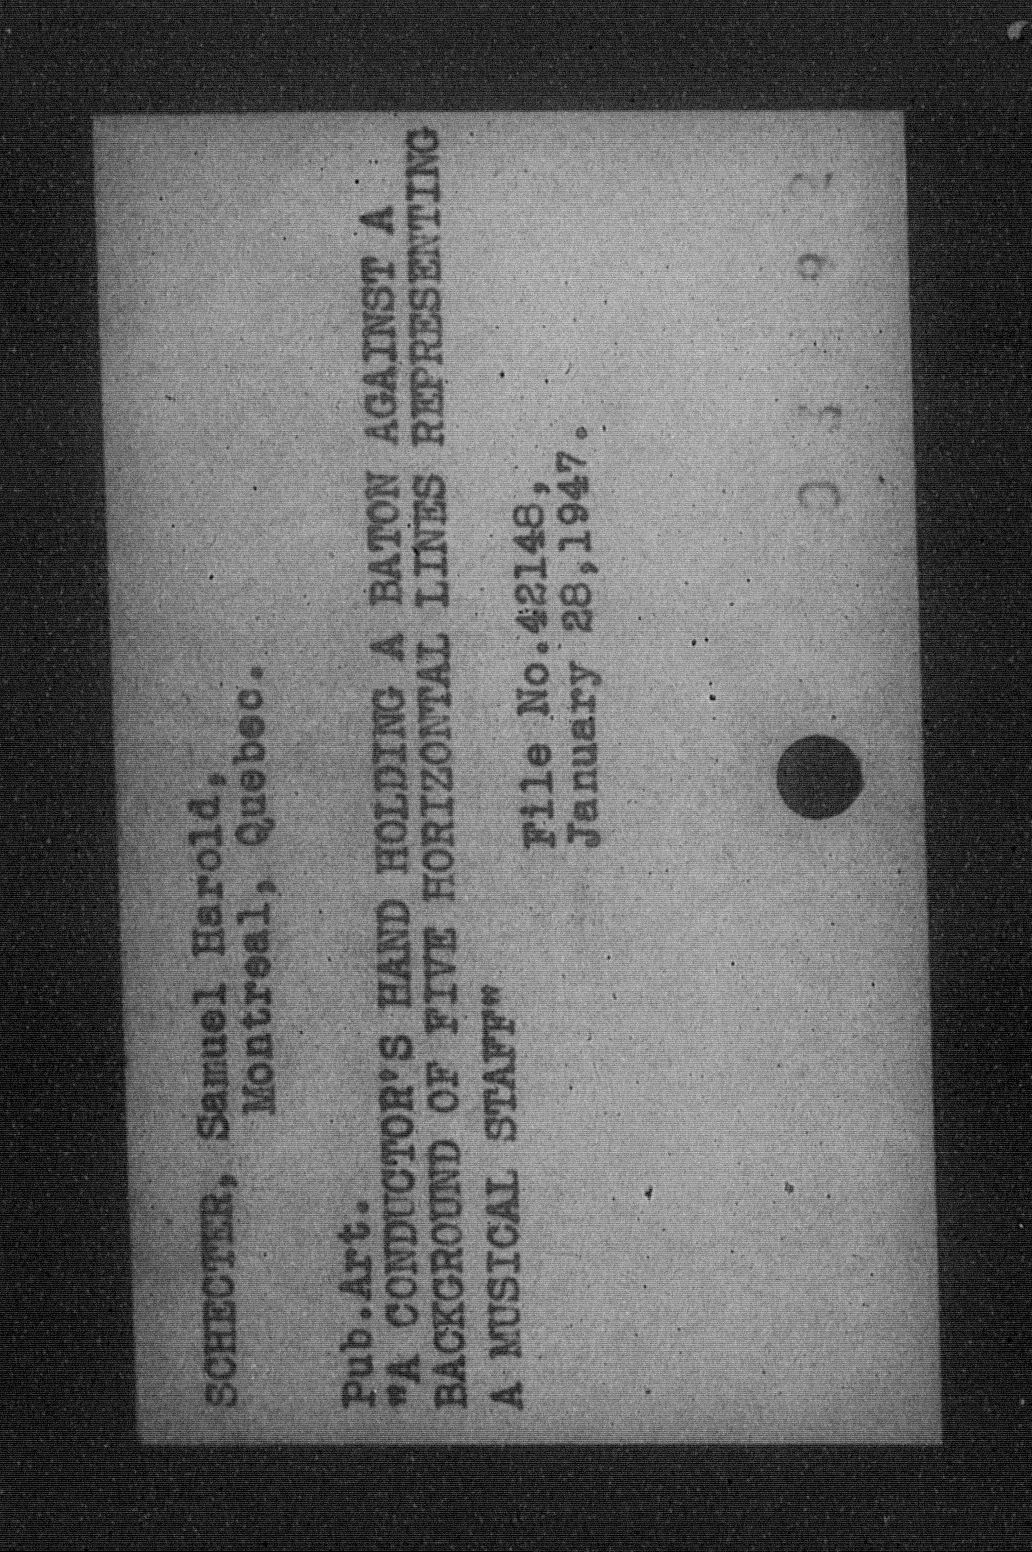 SCHECTER, Samuel Harold,
Montreal, Quebec.
Pub.Art.
"A CONDUCTOR'S HAND HOLDING A BATON AGAINST A
BACKGROUND OF FIVE HORIZONTAL LINES REPRESENTING
A MUSICAL STAFF"
File No.42148,
January 28,1947.